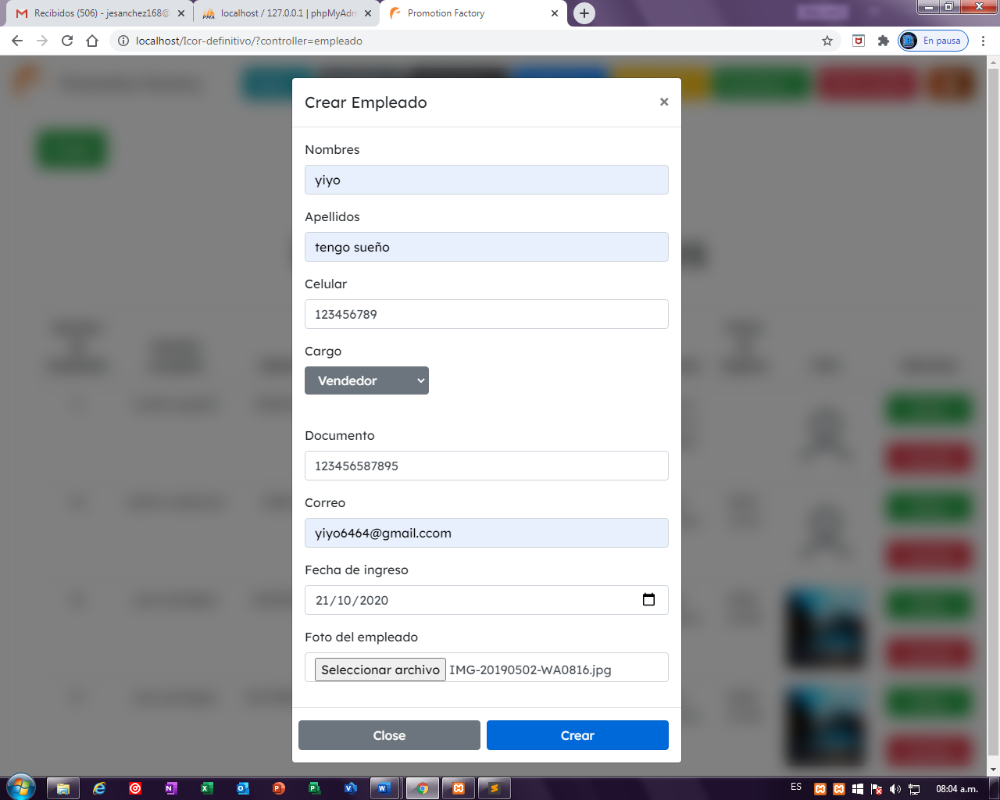 Recibidos (506) - jesanchez168@
localhost / 127.0.0.1 | phpMyAdm
Promotion Factory
localhost/Icor-definitivo/?controller=empleado
En pausa
Crear Empleado
×
Nombres
yiyo
Apellidos
tengo sueño
Celular
123456789
Cargo
Vendedor
Documento
123456587895
Correo
yiyo6464@gmail.ccom
Fecha de ingreso
21/10/2020
Foto del empleado
Seleccionar archivo IMG-20190502-WA0816.jpg
Close
Crear
ES
08:04 a.m.